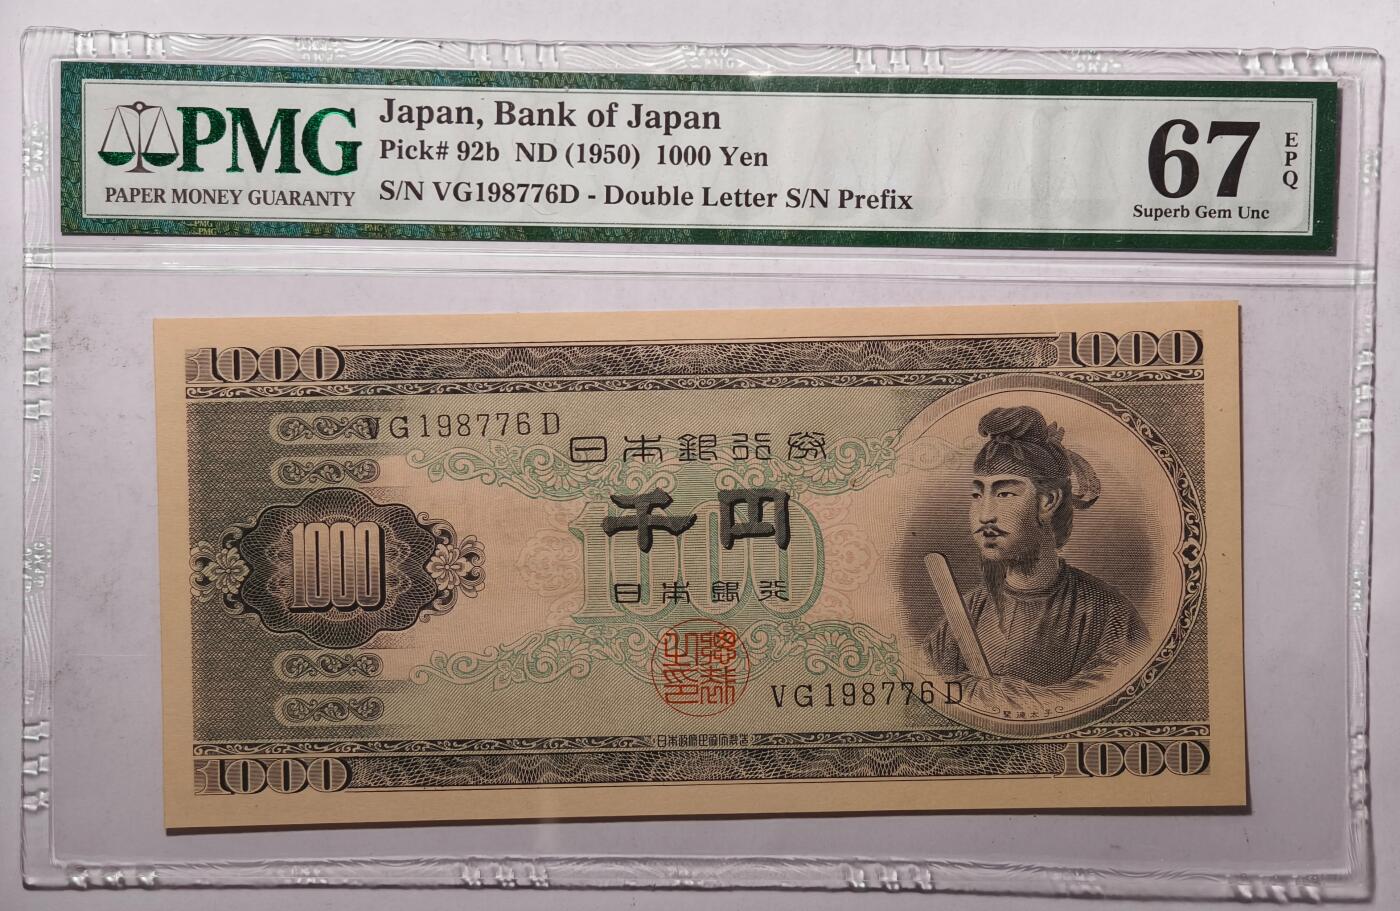 PMG
PAPER MONEY GUARANTY
Japan, Bank of Japan
Pick# 92b ND (1950) 1000 Yen
S/N VG198776D - Double Letter S/N Prefix
67
EPQ
Superb Gem Unc
1000
1000
VG198776D
日本銀行券
千円
1000
1000
日本銀行
VG198776D
1000
1000